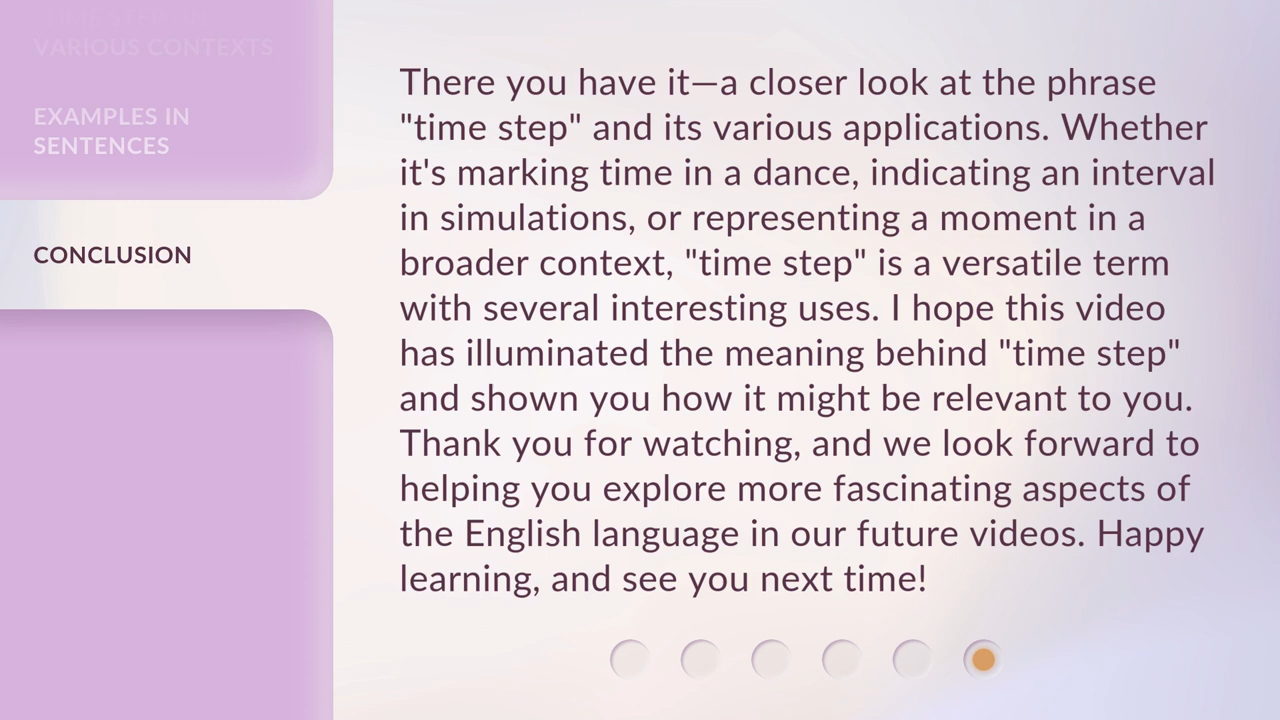 VARIOUS CONTEXTS
EXAMPLES IN
SENTENCES
CONCLUSION
There you have it—a closer look at the phrase
"time step" and its various applications. Whether
it's marking time in a dance, indicating an interval
in simulations, or representing a moment in a
broader context, "time step" is a versatile term
with several interesting uses. I hope this video
has illuminated the meaning behind "time step"
and shown you how it might be relevant to you.
Thank you for watching, and we look forward to
helping you explore more fascinating aspects of
the English language in our future videos. Happy
learning, and see you next time!